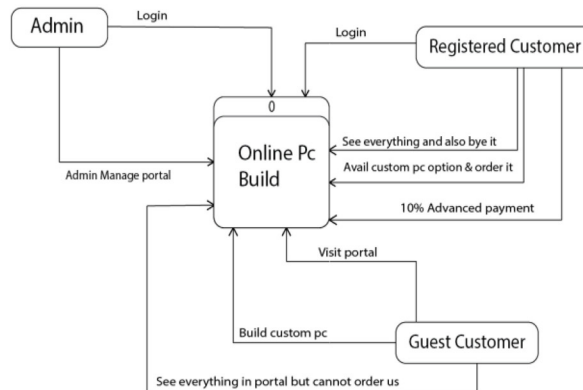 Admin
Login
Login
Registered Customer
0
Online Pc
Build
See everything and also bye it
Avail custom pc option & order it
Admin Manage portal
10% Advanced payment
Visit portal
Build custom pc
Guest Customer
See everything in portal but cannot order us